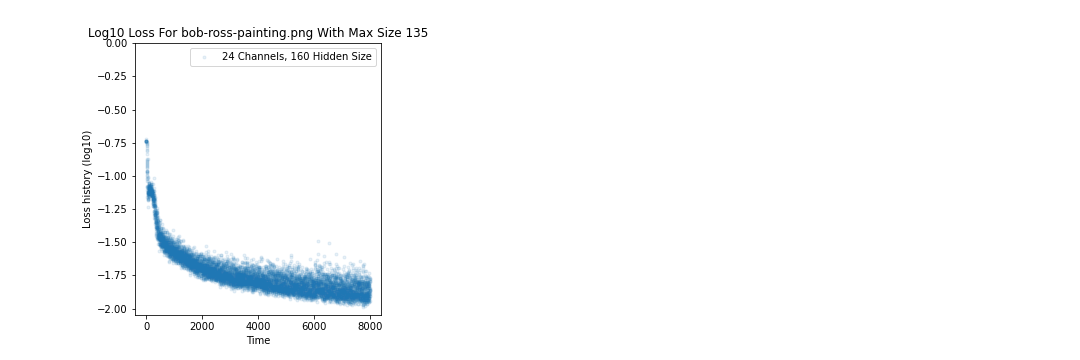 Log10 Loss For bob-ross-painting.png With Max Size 135
24 Channels, 160 Hidden Size
0.00
−0.25
−0.50
−0.75
−1.00
−1.25
−1.50
−1.75
−2.00
Loss history (log10)
0 2000 4000 6000 8000
Time